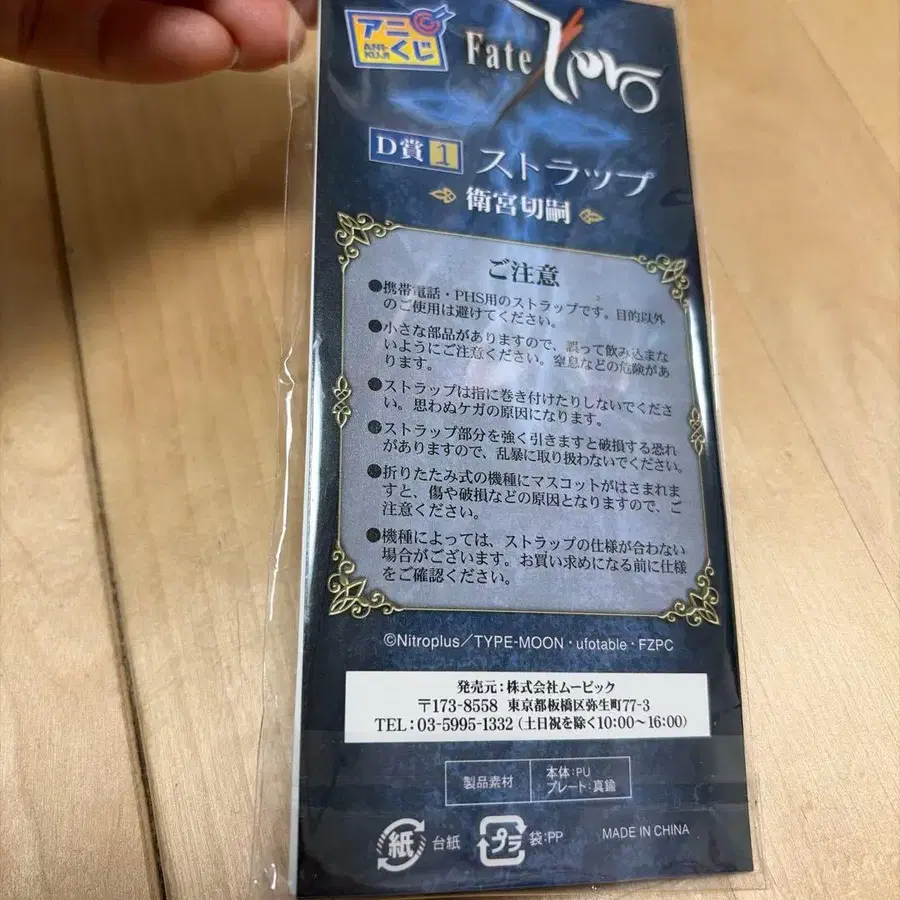 アニくじ
ANI-KUJI
Fate Zero
D賞 1 ストラップ
衛宮切嗣
ご注意
●携帯電話・PHS用のストラップです。目的以外
のご使用は避けてください。
●小さな部品がありますので、誤って飲み込まな
いようにご注意ください。窒息などの危険があ
ります。
●ストラップは指に巻き付けたりしないでくださ
い。思わぬケガの原因になります。
●ストラップ部分を強く引きますと破損する恐れ
がありますので、乱暴に取り扱わないでください。
●折りたたみ式の機種にマスコットがはさまれま
すと、傷や破損などの原因となりますので、ご
注意ください。
●機種によっては、ストラップの仕様が合わない
場合がございます。お買い求めになる前に仕様
をご確認ください。
©Nitroplus／TYPE-MOON・ufotable・FZPC
発売元：株式会社ムービック
〒173-8558 東京都板橋区弥生町77-3
TEL：03-5995-1332（土日祝を除く10:00～16:00）
製品素材 本体：PU
プレート：真鍮
紙 台紙 プラ 袋：PP MADE IN CHINA